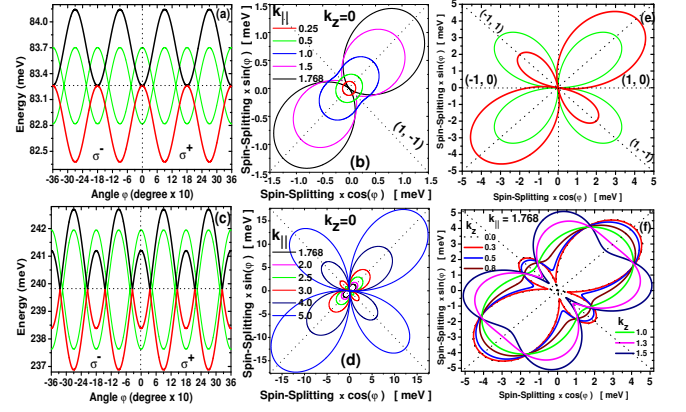 (a)
Energy (meV)
84.0
83.6
83.2
82.8
82.4
σ-
σ+
-36 -30 -24 -18 -12 -6 0 6 12 18 24 30 36
Angle φ (degree x 10)
(b)
k||
k_z=0
0.25
0.5
1.0
1.5
1.768
(1, -1)
Spin-Splitting x sin(φ) [ meV]
1.5
1.0
0.5
0.0
-0.5
-1.0
-1.5
-1.5 -1.0 -0.5 0.0 0.5 1.0 1.5
Spin-Splitting x cos(φ) [ meV]
(e)
(-1, 1)
(-1, 0)
(1, 0)
(1, -1)
Spin-Splitting x sin(φ) [ meV]
5
4
3
2
1
0
-1
-2
-3
-4
-5
-5 -4 -3 -2 -1 0 1 2 3 4 5
Spin-Splitting x cos(φ) [ meV]
(c)
Energy (meV)
242
241
240
239
238
237
σ-
σ+
-36 -30 -24 -18 -12 -6 0 6 12 18 24 30 36
Angle φ (degree x 10)
(d)
k||
k_z=0
1.768
2.0
2.5
3.0
4.0
5.0
Spin-Splitting x sin(φ) [ meV]
15
10
5
0
-5
-10
-15
-15 -10 -5 0 5 10 15
Spin-Splitting x cos(φ) [ meV]
(f)
k_z
k|| = 1.768
0.0
0.3
0.5
0.8
k_z
1.0
1.3
1.5
Spin-Splitting x sin(φ) [ meV]
5
4
3
2
1
0
-1
-2
-3
-4
-5
-5 -4 -3 -2 -1 0 1 2 3 4 5
Spin-Splitting x cos(φ) [ meV]